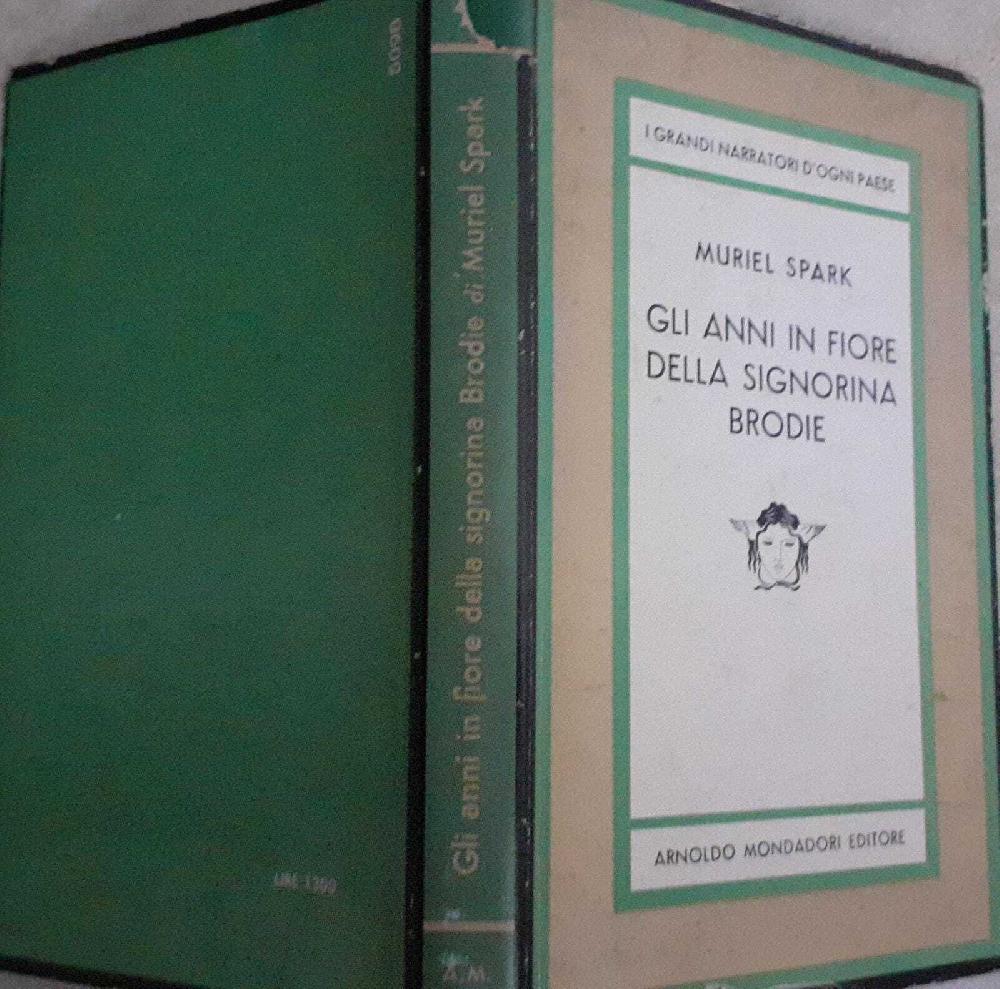 I GRANDI NARRATORI D'OGNI PAESE
MURIEL SPARK
GLI ANNI IN FIORE
DELLA SIGNORINA
BRODIE
ARNOLDO MONDADORI EDITORE
Gli anni in fiore della signorina Brodie di Muriel Spark
A. M.